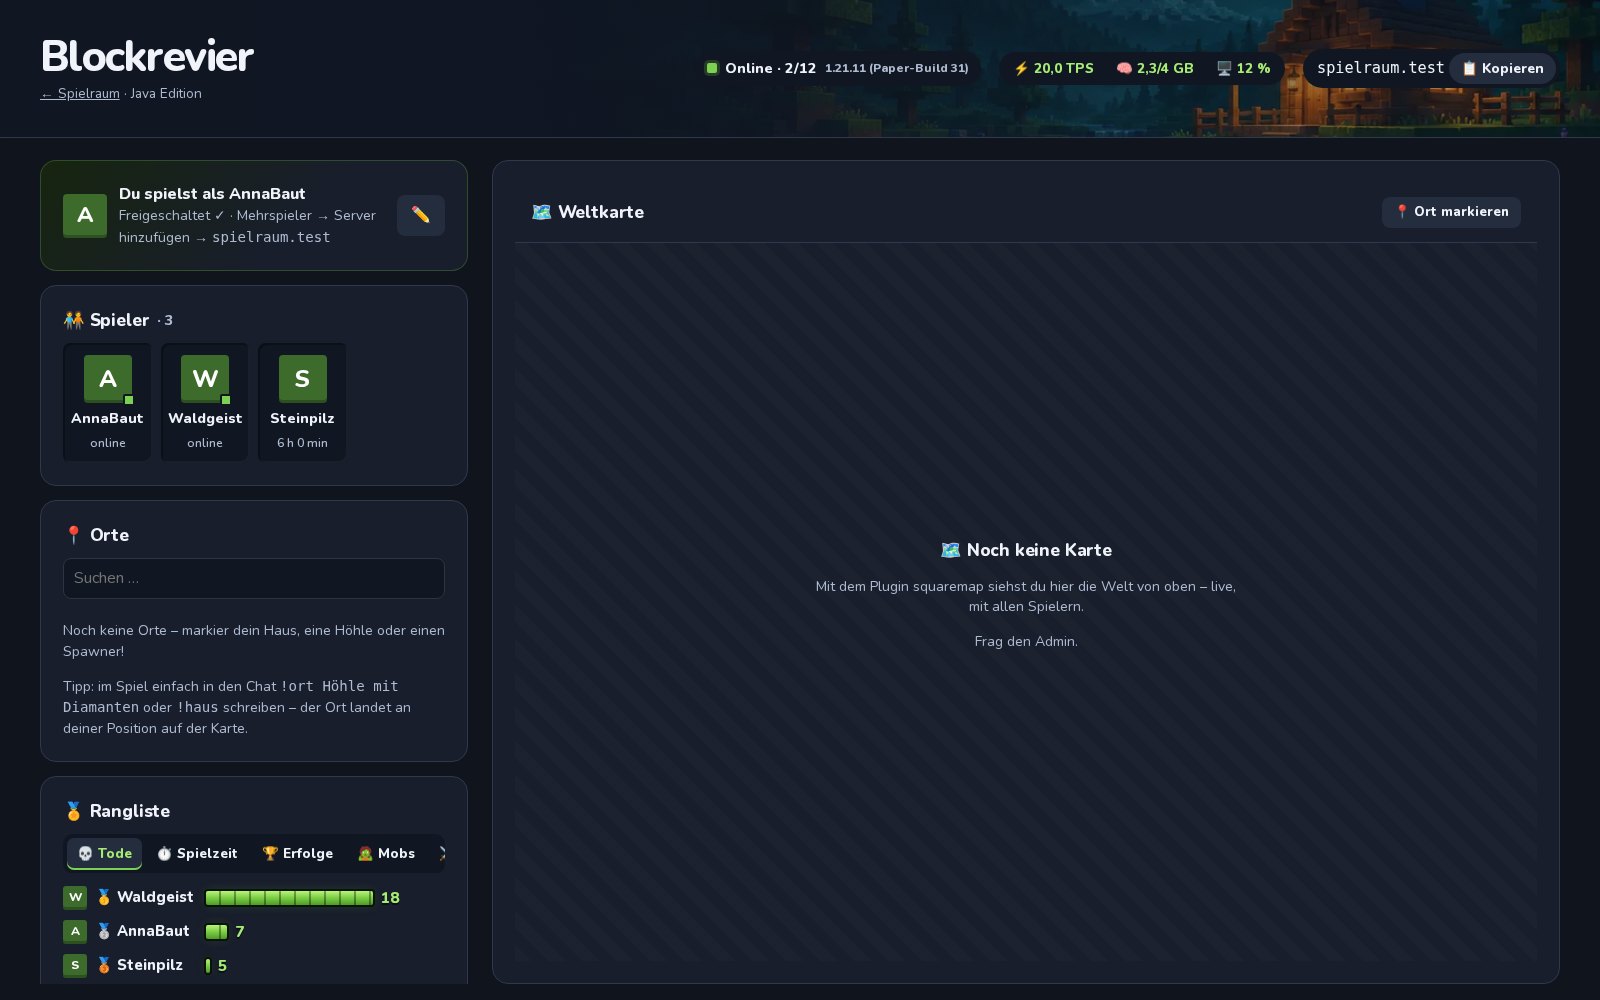 Blockrevier
← Spielraum · Java Edition
Online · 2/12 1.21.11 (Paper-Build 31)
⚡ 20,0 TPS 🧠 2,3/4 GB 🖥️ 12 %
spielraum.test 📋 Kopieren
A
Du spielst als AnnaBaut
Freigeschaltet ✓ · Mehrspieler → Server
hinzufügen → spielraum.test
✏️
🧑‍🤝‍🧑 Spieler · 3
A W S
AnnaBaut Waldgeist Steinpilz
online online 6 h 0 min
📍 Orte
Suchen …
Noch keine Orte – markier dein Haus, eine Höhle oder einen
Spawner!
Tipp: im Spiel einfach in den Chat !ort Höhle mit
Diamanten oder !haus schreiben – der Ort landet an
deiner Position auf der Karte.
🏅 Rangliste
💀 Tode ⏱️ Spielzeit 🏆 Erfolge 🧟 Mobs
W 🥇 Waldgeist 18
A 🥈 AnnaBaut 7
S 🥉 Steinpilz 5
🗺️ Weltkarte
📍 Ort markieren
🗺️ Noch keine Karte
Mit dem Plugin squaremap siehst du hier die Welt von oben – live,
mit allen Spielern.
Frag den Admin.